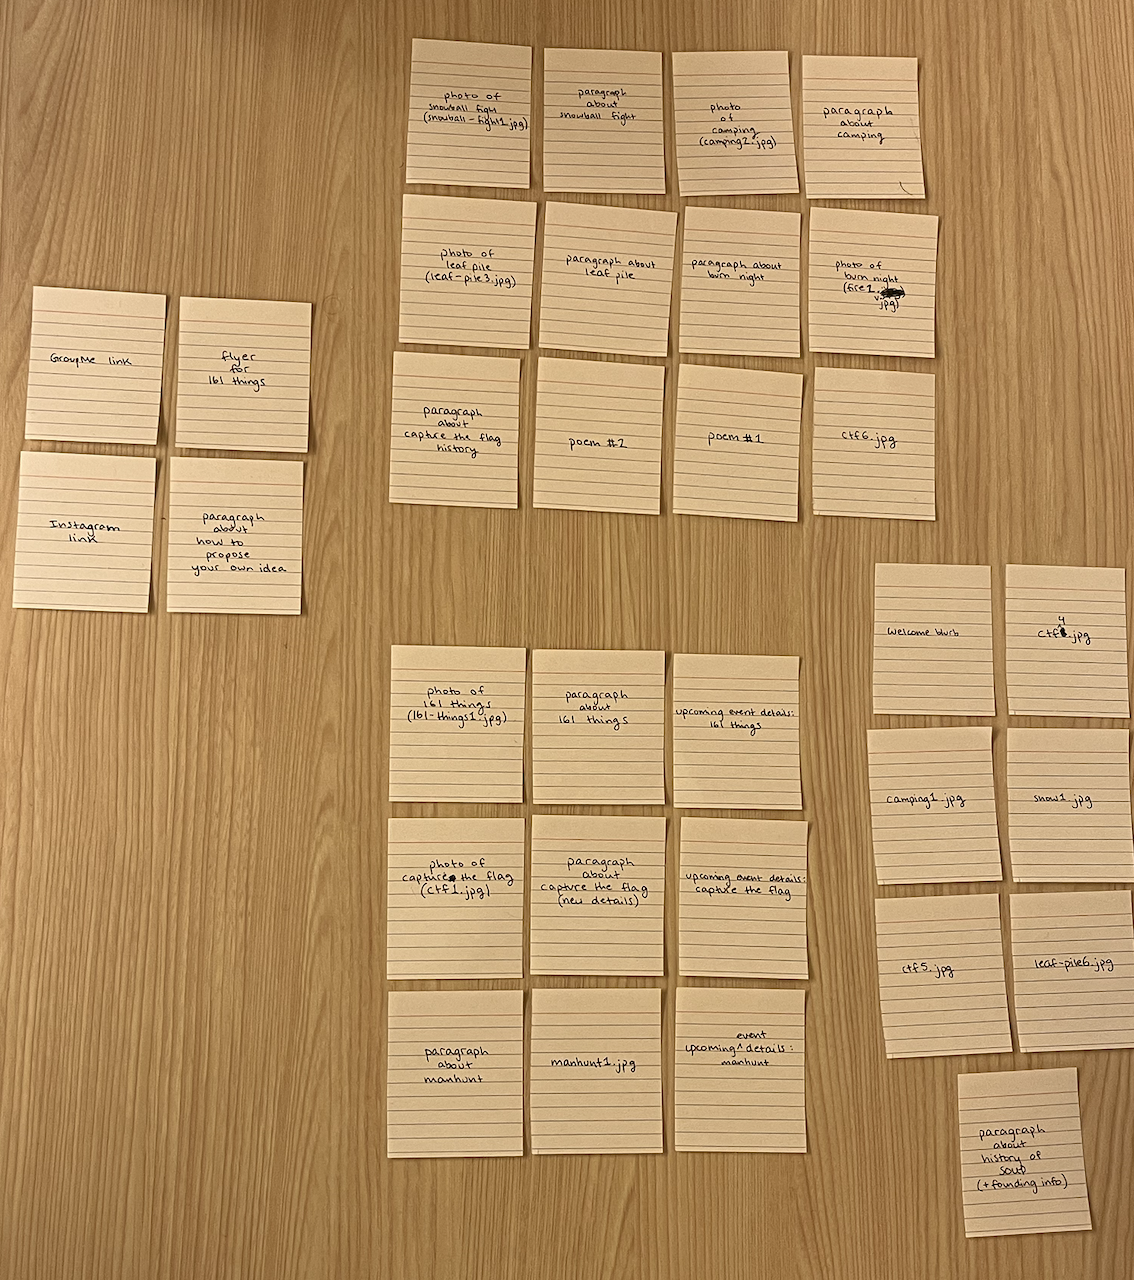 photo of
snowball fight
(snowball-fight1.jpg)
paragraph
about
snowball fight
photo
of
camping
(camping2.jpg)
paragraph
about
camping
photo of
leaf pile
(leaf-pile3.jpg)
paragraph about
leaf pile
paragraph about
burn night
photo of
burn night
(fire1.
jpg)
paragraph
about
capture the flag
history
poem #2
poem #1
ctf6.jpg
GroupMe link
flyer
for
161 things
Instagram
link
paragraph
about
how to
propose
your own idea
photo of
161 things
(161-things1.jpg)
paragraph
about
161 things
upcoming event details:
161 things
photo of
capture the flag
(ctf1.jpg)
paragraph
about
capture the flag
(new details)
upcoming event details:
capture the flag
paragraph
about
manhunt
manhunt1.jpg
upcoming event details:
manhunt
Welcome blurb
ctf4.jpg
camping1.jpg
snow1.jpg
ctf5.jpg
leaf-pile6.jpg
paragraph
about
history of
(+founding info)